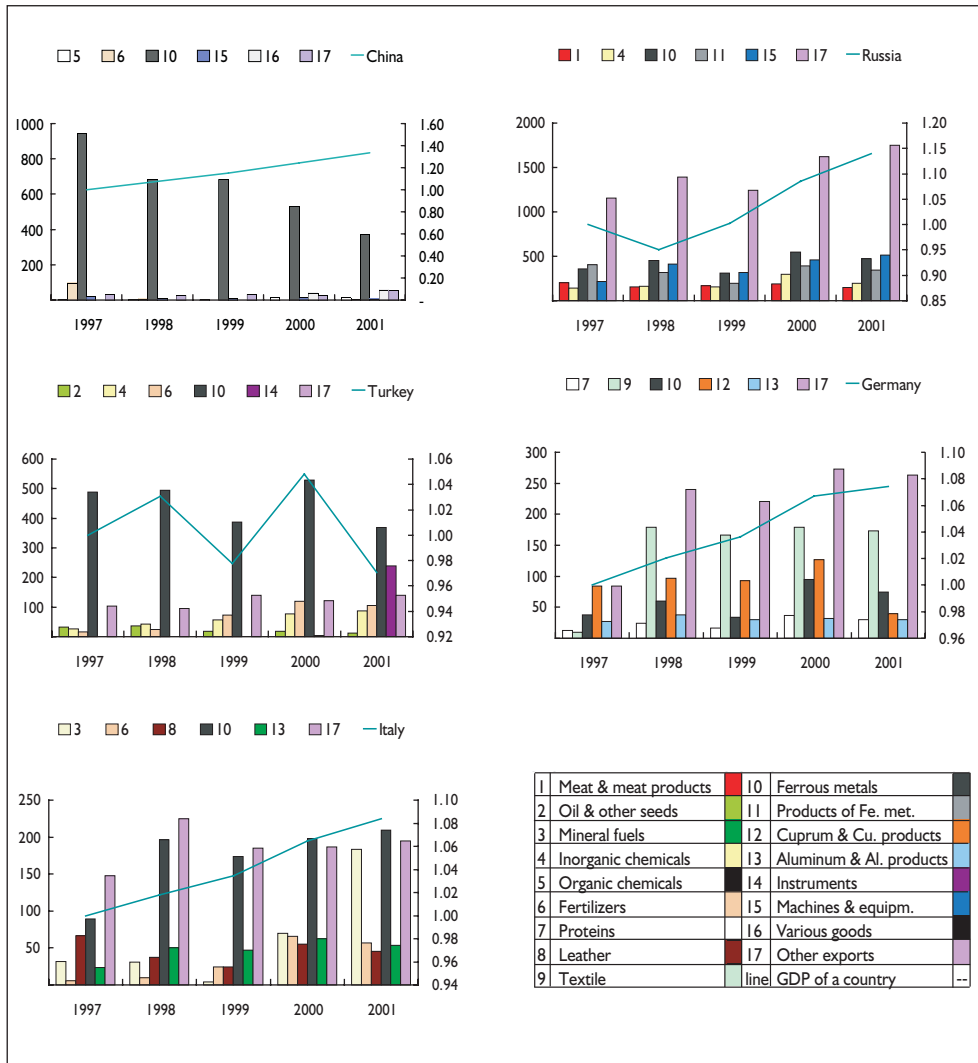 5 6 10 15 16 17 China
1000 800 600 400 200
1.60 1.40 1.20 1.00 0.80 0.60 0.40 0.20 -
1997 1998 1999 2000 2001
1 4 10 11 15 17 Russia
2000 1500 1000 500
1.20 1.15 1.10 1.05 1.00 0.95 0.90 0.85
1997 1998 1999 2000 2001
2 4 6 10 14 17 Turkey
600 500 400 300 200 100
1.06 1.04 1.02 1.00 0.98 0.96 0.94 0.92
1997 1998 1999 2000 2001
7 9 10 12 13 17 Germany
300 250 200 150 100 50
1.10 1.08 1.06 1.04 1.02 1.00 0.98 0.96
1997 1998 1999 2000 2001
3 6 8 10 13 17 Italy
250 200 150 100 50
1.10 1.08 1.06 1.04 1.02 1.00 0.98 0.96 0.94
1997 1998 1999 2000 2001
1 Meat & meat products 10 Ferrous metals
2 Oil & other seeds 11 Products of Fe. met.
3 Mineral fuels 12 Cuprum & Cu. products
4 Inorganic chemicals 13 Aluminum & Al. products
5 Organic chemicals 14 Instruments
6 Fertilizers 15 Machines & equipm.
7 Proteins 16 Various goods
8 Leather 17 Other exports
9 Textile line GDP of a country --